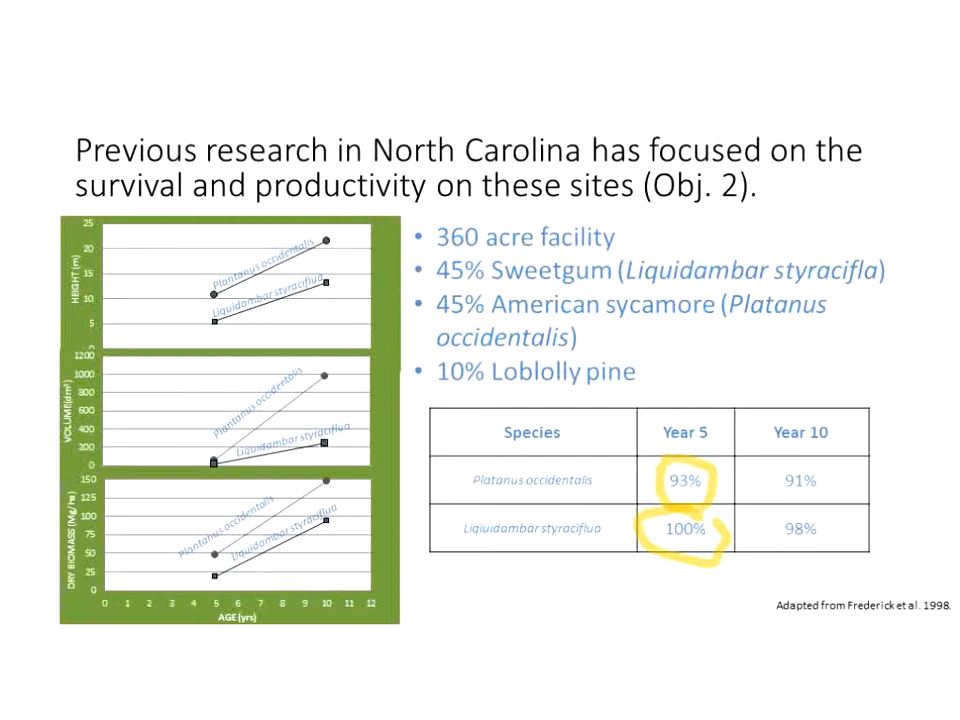 Previous research in North Carolina has focused on the
survival and productivity on these sites (Obj. 2).
25
20
15
10
5
HEIGHT (m)
Plantanus occidentalis
Liquidambar styraciflua
1200
1000
800
600
400
200
0
VOLUME(dm³)
Plantanus occidentalis
Liquidambar styraciflua
150
125
100
75
50
25
0
DRY BIOMASS (Mg/ha)
Plantanus occidentalis
Liquidambar styraciflua
0 1 2 3 4 5 6 7 8 9 10 11 12
AGE(yrs)
• 360 acre facility
• 45% Sweetgum (Liquidambar styracifla)
• 45% American sycamore (Platanus
occidentalis)
• 10% Loblolly pine
Species Year 5 Year 10
Platanus occidentalis 93% 91%
Liqiuidambar styraciflua 100% 98%
Adapted from Frederick et al. 1998.